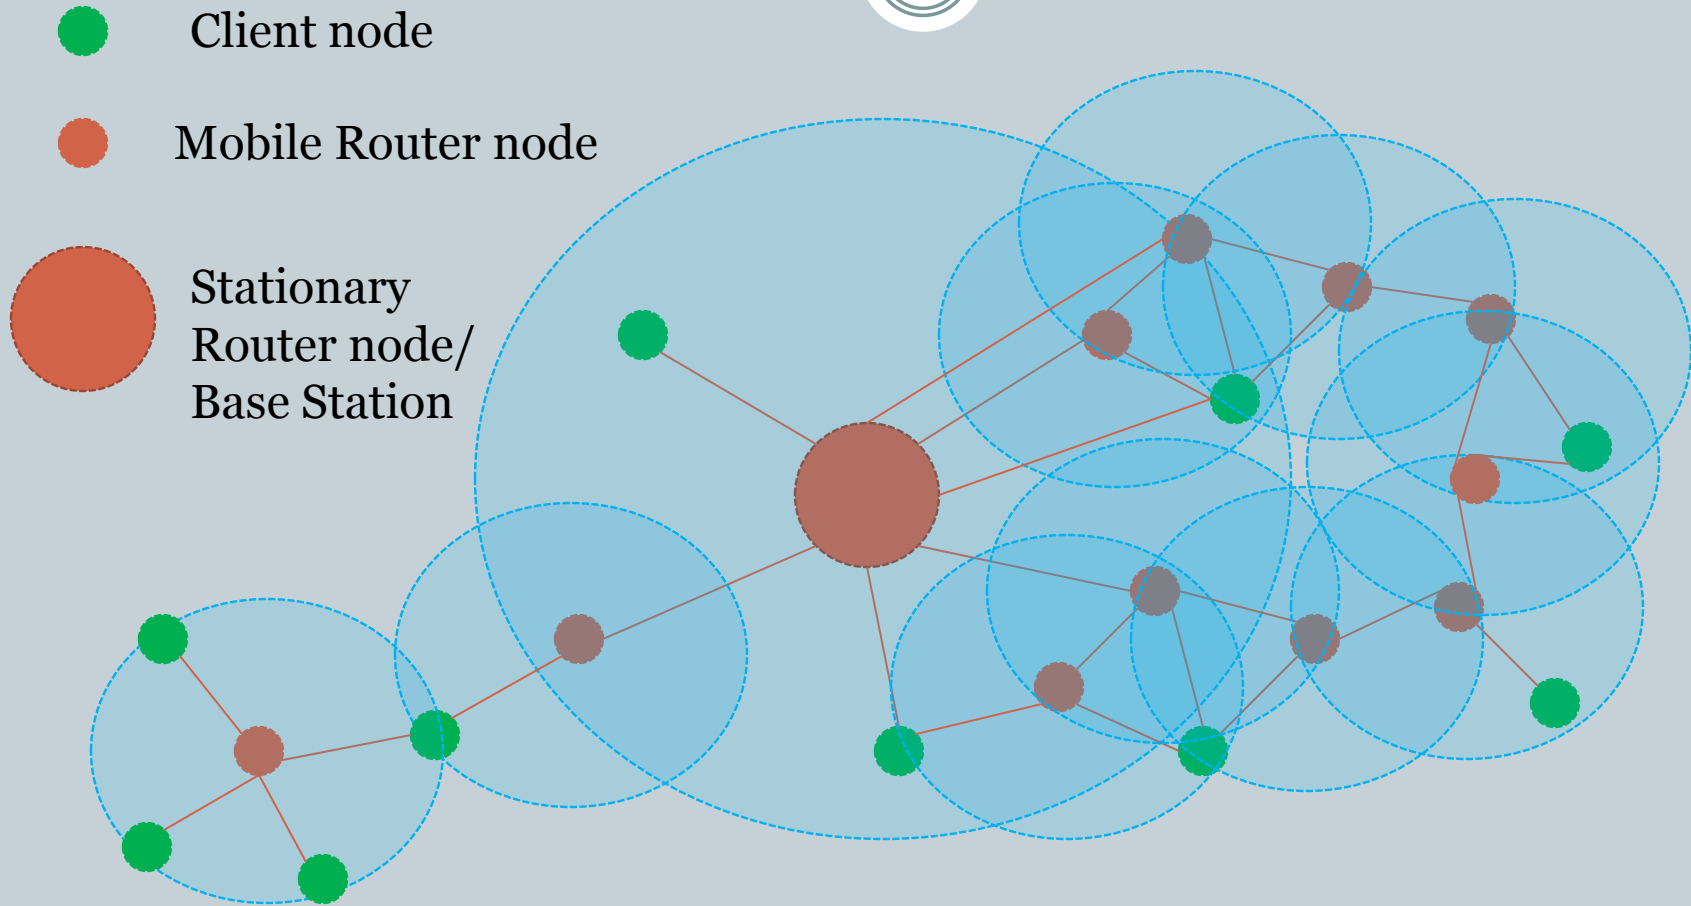 Client node
Mobile Router node
Stationary
Router node/
Base Station